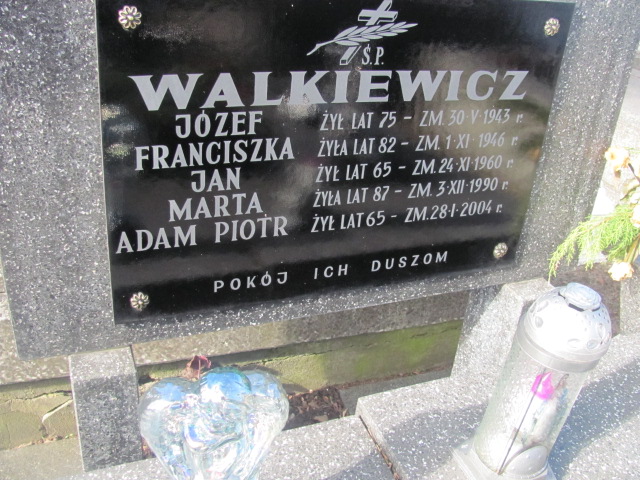 Ś.P.
WALKIEWICZ
JÓZEF ŻYŁ LAT 75 – ZM. 30·V·1943 r.
FRANCISZKA ŻYŁA LAT 82 – ZM. 1·XI·1946 r.
JAN ŻYŁ LAT 65 – ZM. 24·XI·1960 r.
MARTA ŻYŁA LAT 87 – ZM. 3·XII·1990 r.
ADAM PIOTR ŻYŁ LAT 65 – ZM. 28·I·2004 r.
POKÓJ ICH DUSZOM